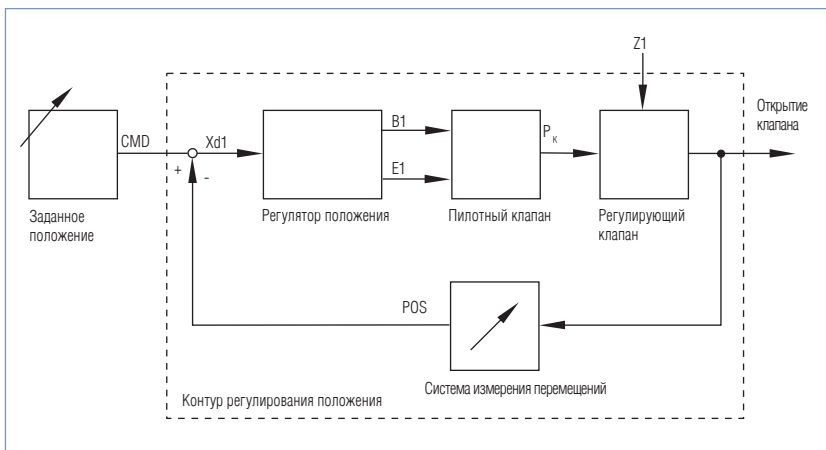 Z1
Открытие
клапана
CMD
Xd1
B1
E1
Pк
+
-
Заданное
положение
Регулятор положения
Пилотный клапан
Регулирующий
клапан
POS
Система измерения перемещений
Контур регулирования положения